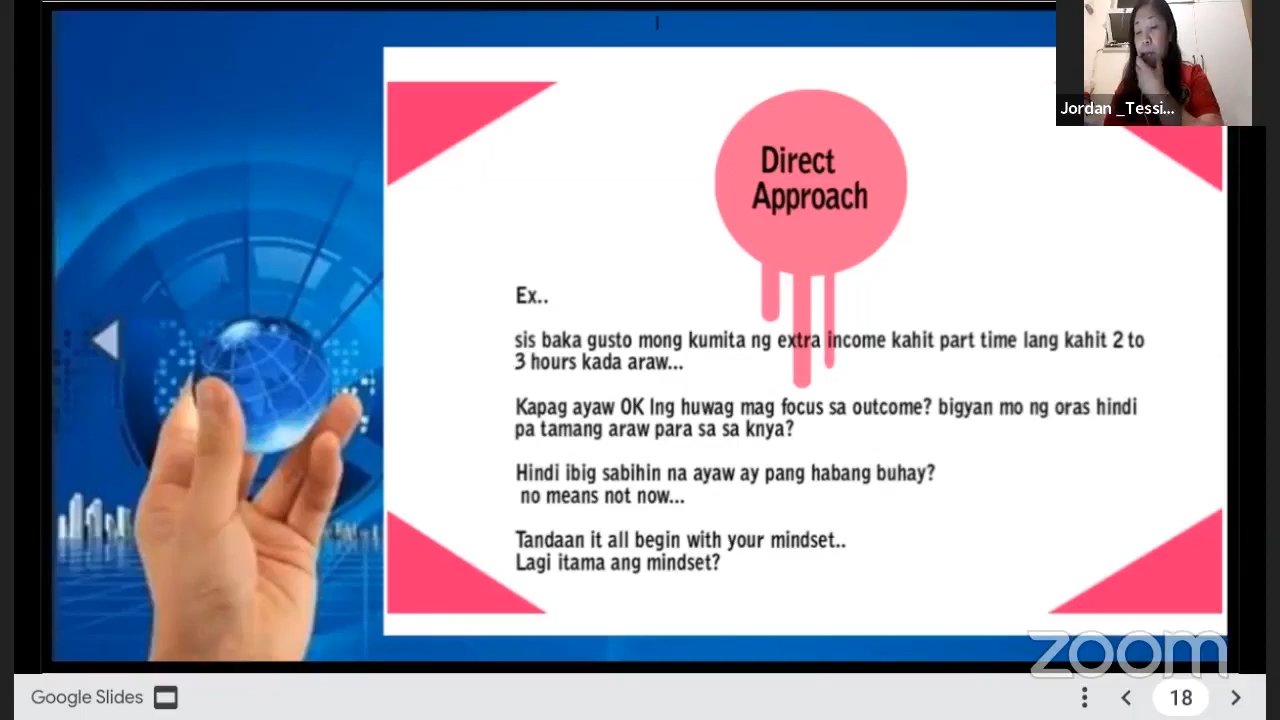 Jordan _Tessi...
Direct
Approach
Ex..
sis baka gusto mong kumita ng extra income kahit part time lang kahit 2 to
3 hours kada araw...
Kapag ayaw OK lng huwag mag focus sa outcome? bigyan mo ng oras hindi
pa tamang araw para sa sa knya?
Hindi ibig sabihin na ayaw ay pang habang buhay?
no means not now...
Tandaan it all begin with your mindset..
Lagi itama ang mindset?
zoom
Google Slides
18